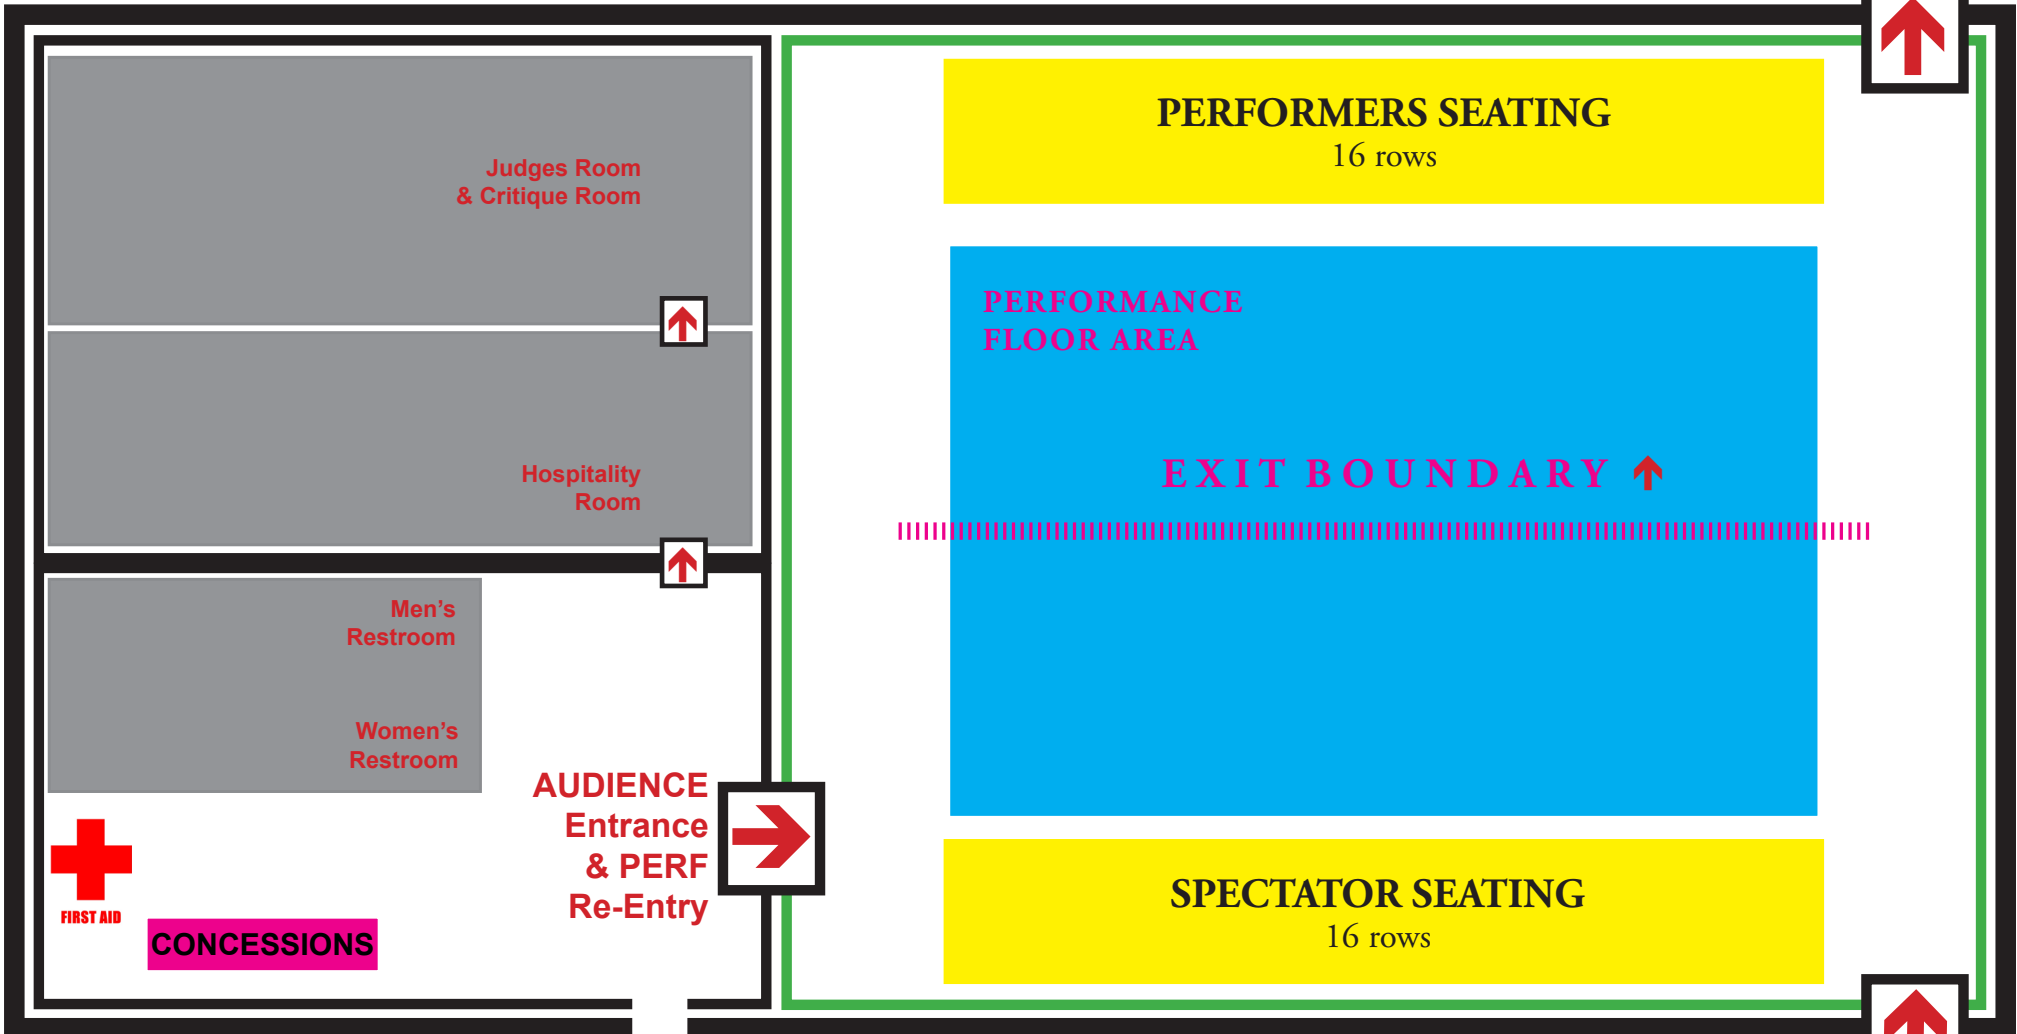 Judges Room
& Critique Room
Hospitality
Room
Men’s
Restroom
Women’s
Restroom
AUDIENCE
Entrance
& PERF
Re-Entry
FIRST AID
CONCESSIONS
PERFORMERS SEATING
16 rows
PERFORMANCE
FLOOR AREA
EXIT BOUNDARY
SPECTATOR SEATING
16 rows